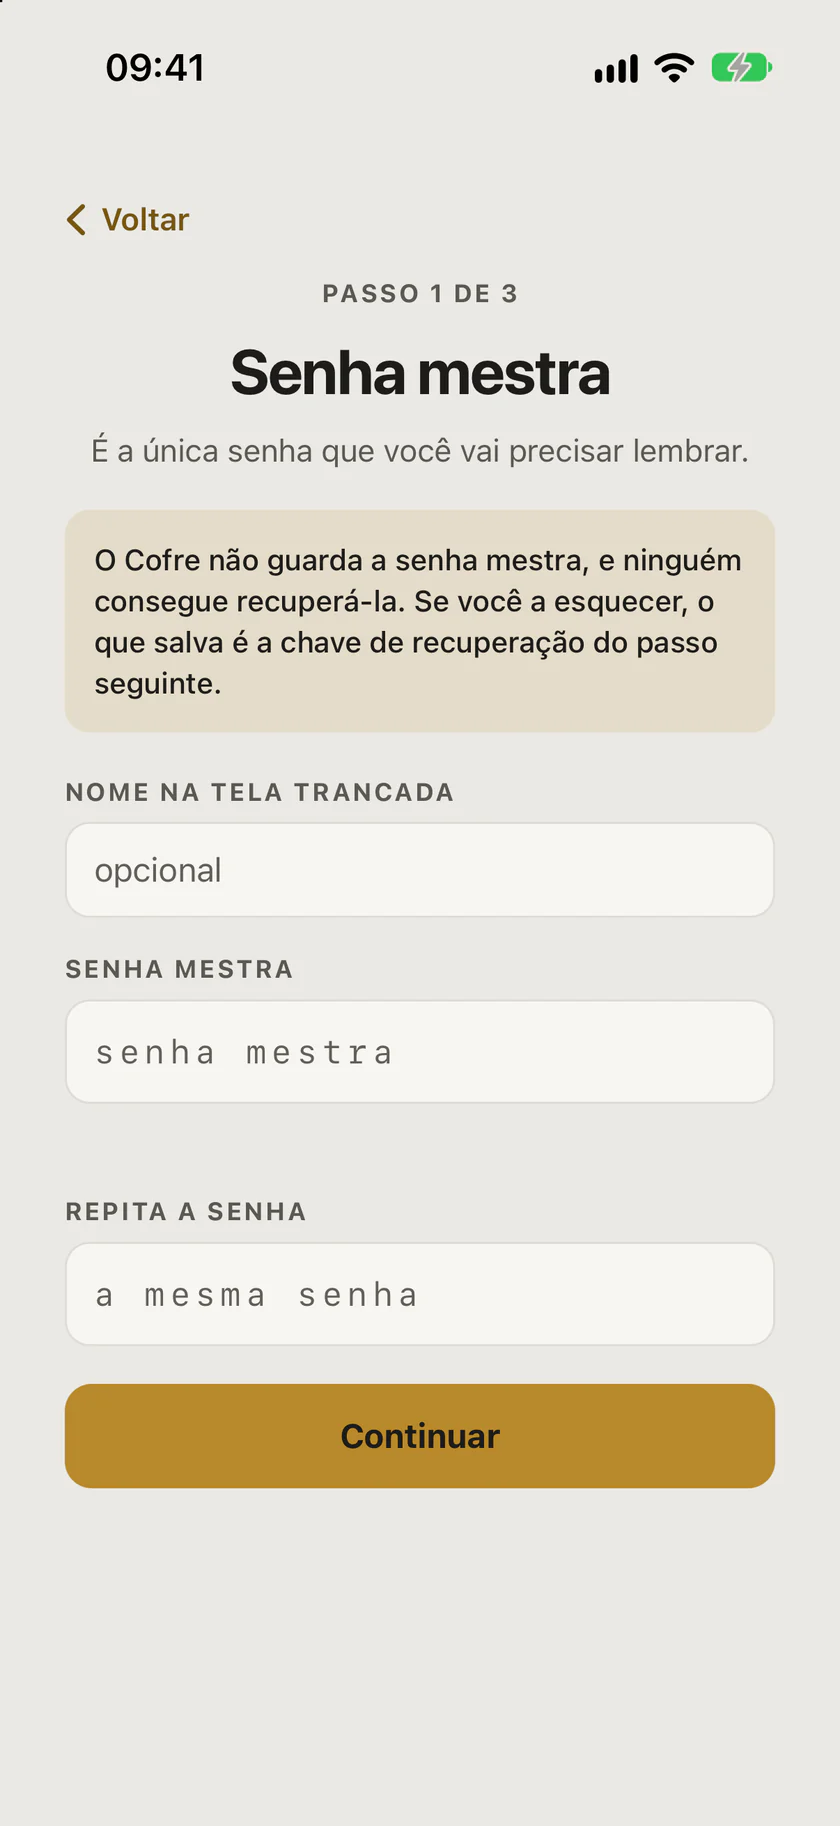 09:41
Voltar
PASSO 1 DE 3
Senha mestra
É a única senha que você vai precisar lembrar.
O Cofre não guarda a senha mestra, e ninguém
consegue recuperá-la. Se você a esquecer, o
que salva é a chave de recuperação do passo
seguinte.
NOME NA TELA TRANCADA
opcional
SENHA MESTRA
senha mestra
REPITA A SENHA
a mesma senha
Continuar